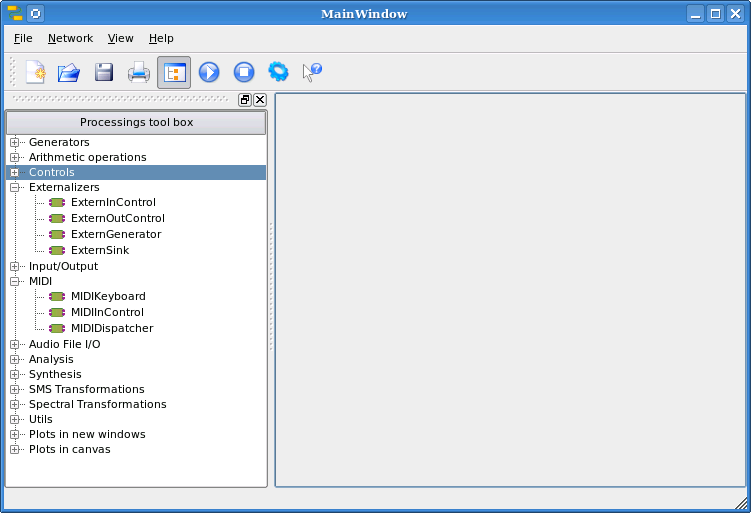 MainWindow
File Network View Help
Processings tool box
Generators
Arithmetic operations
Controls
Externalizers
ExternInControl
ExternOutControl
ExternGenerator
ExternSink
Input/Output
MIDI
MIDIKeyboard
MIDIInControl
MIDIDispatcher
Audio File I/O
Analysis
Synthesis
SMS Transformations
Spectral Transformations
Utils
Plots in new windows
Plots in canvas